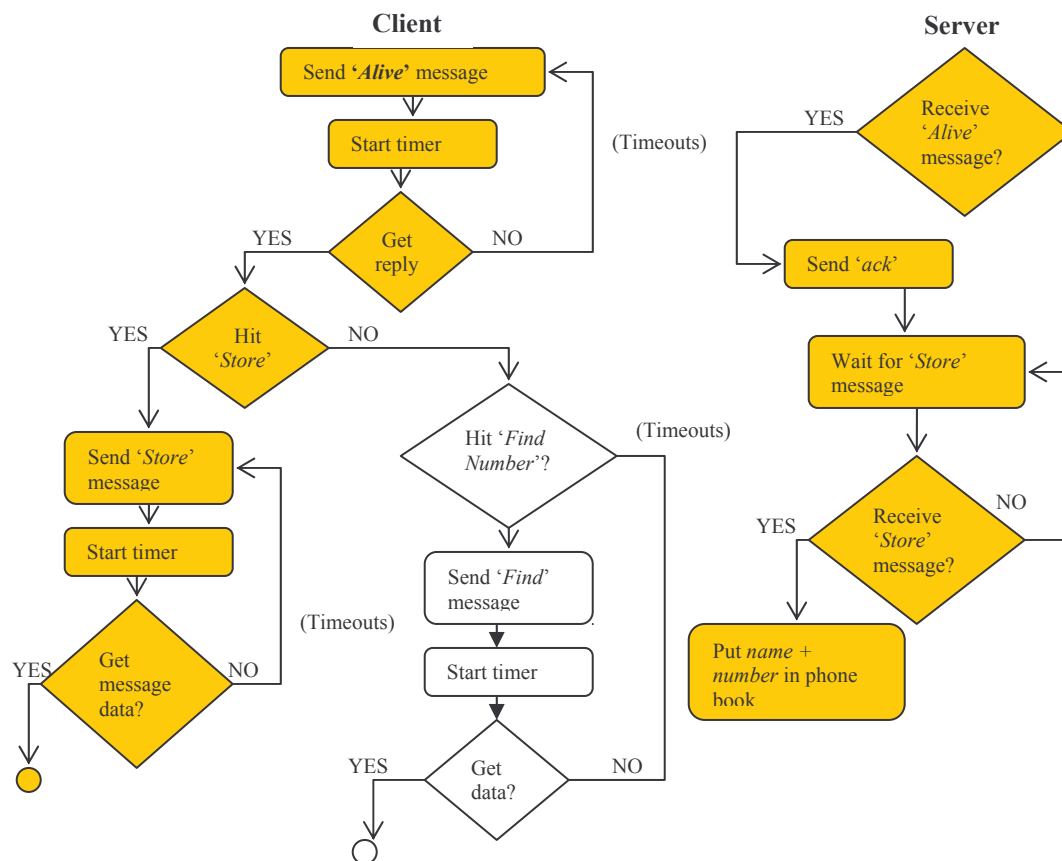 Client
Send ‘Alive’ message
Start timer
(Timeouts)
Get
reply
YES
NO
Hit
‘Store’
YES
NO
Send ‘Store’
message
Start timer
(Timeouts)
Get
message
data?
YES
NO
Hit ‘Find
Number’?
(Timeouts)
Send ‘Find’
message
Start timer
Get
data?
YES
NO
Server
Receive
‘Alive’
message?
YES
Send ‘ack’
Wait for ‘Store’
message
Receive
‘Store’
message?
YES
NO
Put name +
number in phone
book